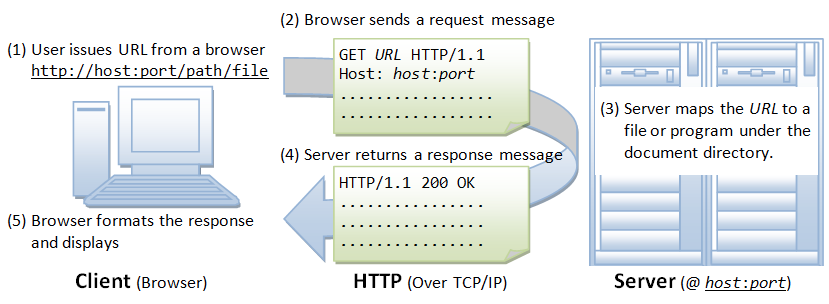 (1) User issues URL from a browser
http://host:port/path/file
(2) Browser sends a request message
GET URL HTTP/1.1
Host: host:port
.................
.................
(3) Server maps the URL to a
file or program under the
document directory.
(4) Server returns a response message
HTTP/1.1 200 OK
.................
.................
.................
(5) Browser formats the response
and displays
Client (Browser)
HTTP (Over TCP/IP)
Server (@ host:port)